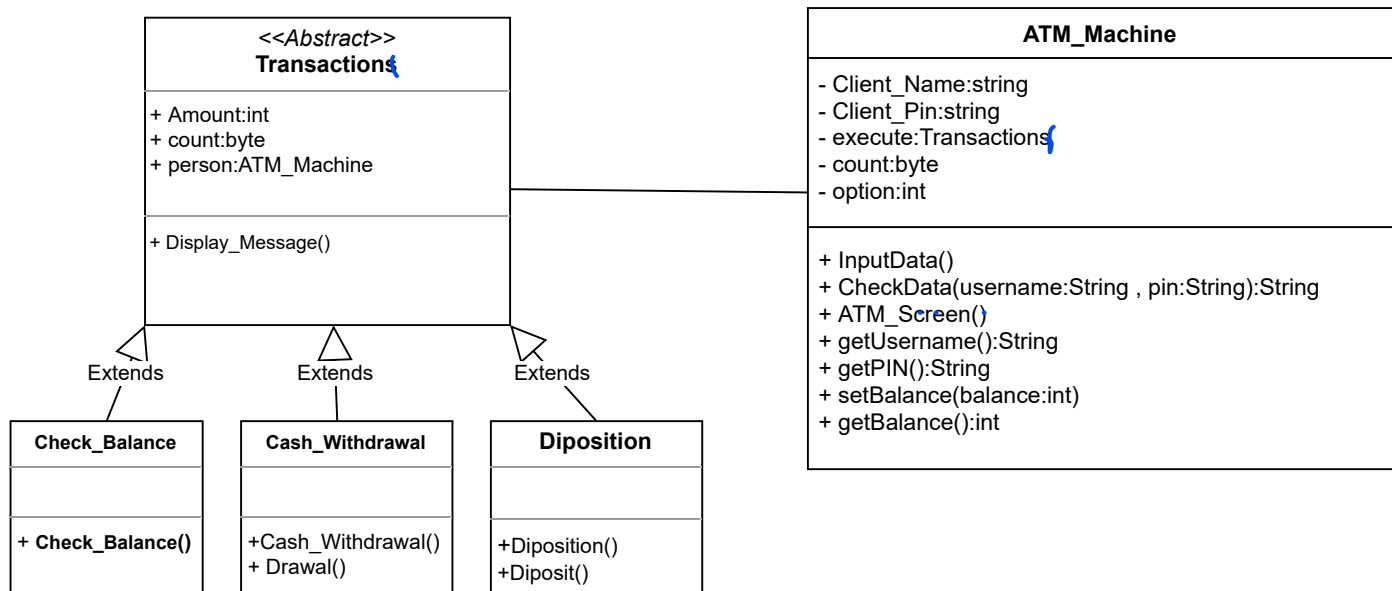 <<Abstract>>
Transactions
+ Amount:int
+ count:byte
+ person:ATM_Machine
+ Display_Message()
ATM_Machine
- Client_Name:string
- Client_Pin:string
- execute:Transactions
- count:byte
- option:int
+ InputData()
+ CheckData(username:String , pin:String):String
+ ATM_Screen()
+ getUsername():String
+ getPIN():String
+ setBalance(balance:int)
+ getBalance():int
Extends
Extends
Extends
Check_Balance
+ Check_Balance()
Cash_Withdrawal
+Cash_Withdrawal()
+ Drawal()
Diposition
+Diposition()
+Diposit()